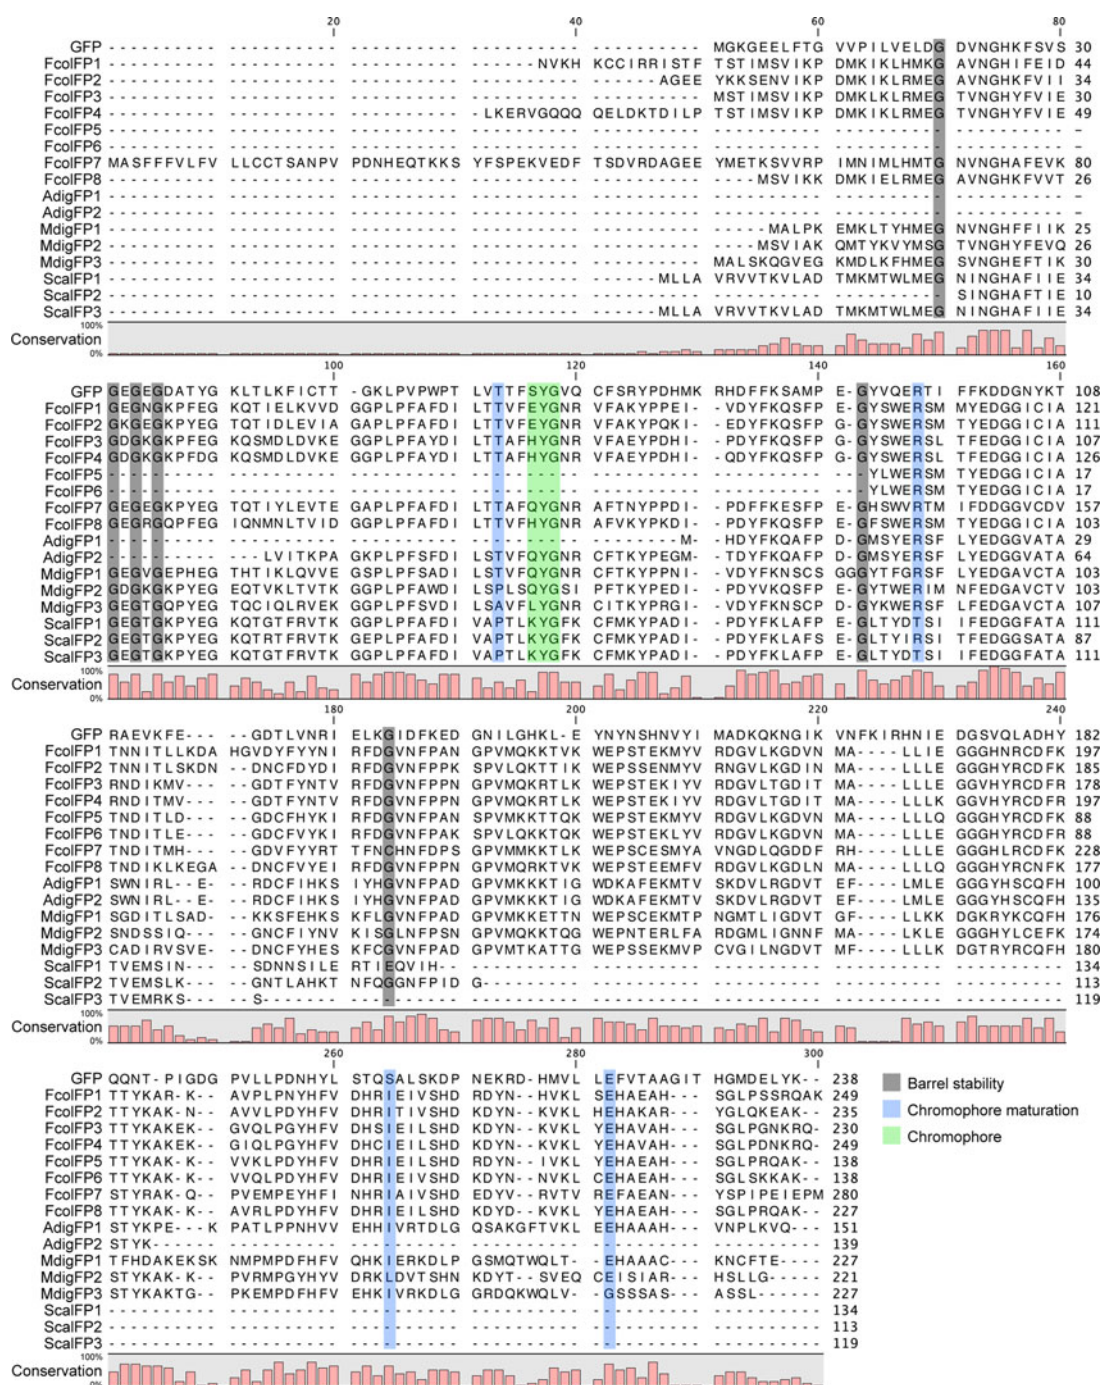 20 40 60 80
GFP ---------- ---------- ---------- ---------- ---------- MGKGEELFTG VVPILVELDG DVNGHKFSVS 30
FcolFP1 ---------- ---------- ---------- ------NVKH KCCIRRISTF TSTIMSVIKP DMKIKLHMKG AVNGHIFEID 44
FcolFP2 ---------- ---------- ---------- ---------- ------AGEE YKKSENVIKP DMKIKLRMEG AVNGHKFVII 34
FcolFP3 ---------- ---------- ---------- ---------- ---------- MSTIMSVIKP DMKLKLRMEG TVNGHYFVIE 30
FcolFP4 ---------- ---------- ---------- -LKERVGQQQ QELDKTDILP TSTIMSVIKP DMKIKLRMEG TVNGHYFVIE 49
FcolFP5 ---------- ---------- ---------- ---------- ---------- ---------- ---------- ---------- -
FcolFP6 ---------- ---------- ---------- ---------- ---------- ---------- ---------- ---------- -
FcolFP7 MASFFFVLFV LLCCTSANPV PDNHEQTKKS YFSPEKVEDF TSDVRDAGEE YMETKSVVRP IMNIMLHMTG NVNGHAFEVK 80
FcolFP8 ---------- ---------- ---------- ---------- ---------- ----MSVIKK DMKIELRMEG AVNGHKFVVT 26
AdigFP1 ---------- ---------- ---------- ---------- ---------- ---------- ---------- ---------- -
AdigFP2 ---------- ---------- ---------- ---------- ---------- ---------- ---------- ---------- -
MdigFP1 ---------- ---------- ---------- ---------- ---------- -----MALPK EMKLTYHMEG NVNGHFFIIK 25
MdigFP2 ---------- ---------- ---------- ---------- ---------- ----MSVIAK QMTYKVYMSG TVNGHYFEVQ 26
MdigFP3 ---------- ---------- ---------- ---------- ---------- MALSKQGVEG KMDLKFHMEG SVNGHEFTIK 30
ScalFP1 ---------- ---------- ---------- ---------- ------MLLA VRVVTKVLAD TMKMTWLMEG NINGHAFIIE 34
ScalFP2 ---------- ---------- ---------- ---------- ---------- ---------- ---------- SINGHAFTIE 10
ScalFP3 ---------- ---------- ---------- ---------- ------MLLA VRVVTKVLAD TMKMTWLMEG NINGHAFIIE 34
100%
Conservation
0%
100 120 140 160
GFP GEGEGDATYG KLTLKFICTT -GKLPVPWPT LVTTFSYGVQ CFSRYPDHMK RHDFFKSAMP E-GYVQERTI FFKDDGNYKT 108
FcolFP1 GEGNGKPFEG KQTIELKVVD GGPLPFAFDI LTTVFEYGNR VFAKYPPEI- -VDYFKQSFP E-GYSWERSM MYEDGGICIA 121
FcolFP2 GKGEGKPYEG TQTIDLEVIA GAPLPFAFDI LTTVFEYGNR VFAKYPQKI- -EDYFKQSFP G-GYSWERSM TYEDGGICIA 111
FcolFP3 GDGKGKPYEG KQSMDLDVKE GGPLPFAYDI LTTAFHYGNR VFAEYPDHI- -PDYFKQSFP G-GYSWERSL TYEDGGICIA 107
FcolFP4 GDGKGKPFDG KQSMDLDVKE GGPLPFAYDI LTTAFHYGNR VFAEYPDHI- -QDYFKQSFP G-GYSWERSL TFEDGGICIA 126
FcolFP5 ---------- ---------- ---------- ---------- ---------- ---------- ---YLWERSM TYEDGGICIA 17
FcolFP6 ---------- ---------- ---------- ---------- ---------- ---------- ---YLWERSM TYEDGGICIA 17
FcolFP7 GEGEGKPYEG TQTIYLEVTE GAPLPFAFDI LTTAFQYGNR AFTNYPPDI- -PDFFKESFP E-GHSWVRTM IFDDGGVCDV 157
FcolFP8 GEGRGQPFEG IQNMNLTVID GGPLPFAFDI LTTVFHYGNR AFVKYPKDI- -PDYFKQSFP E-GFSWERSM TYEDGGICIA 103
AdigFP1 ---------- ---------- ---------- ---------- --------M- -HDYFKQAFP D-GMSYERSF LYEDGGVATA 29
AdigFP2 ---------- ---LVITKPA GKPLPFSFDI LSTVFQYGNR CFTKYPEGM- -TDYFKQAFP D-GMSYERSF LYEDGGVATA 64
MdigFP1 GEGVGEPHEG THTIKLQVVE GSPLPFSADI LSTVFQYGNR CFTKYPPNI- -VDYFKNSCS GGGYTFGRSF LYEDGAVCTA 103
MdigFP2 GDGKGKPYEG EQTVKLTVTK GGPLPFAWDI LSPLSQYGSI PFTKYPEDI- -PDYVKQSFP E-GYTWERIM NFEDGAVCTV 103
MdigFP3 GEGTGQPYEG TQCIQLRVEK GGPLPFSVDI LSAVFLYGNR CITKYPRGI- -VDYFKNSCP D-GYKWERSF LFEDGAVCTA 107
ScalFP1 GEGTGKPYEG KQTGTFRVTK GGPLPFAFDI VAPTLKYGFK CFMKYPADI- -PDYFKLAFP E-GLTYDTSI IFEDGGFATA 111
ScalFP2 GEGTGKPYEG KQTRTFRVTK GEPLPFAFDI VAPTLKYGFK CFMKYPADI- -PDYFKLAFS E-GLTYIRSI TFEDGGSATA 87
ScalFP3 GEGTGKPYEG KQTGTFRVTK GGPLPFAFDI VAPTLKYGFK CFMKYPADI- -PDYFKLAFP E-GLTYDTSI IFEDGGFATA 111
100%
Conservation
0%
180 200 220 240
GFP RAEVKFE--- --GDTLVNRI ELKGIDFKED GNILGHKL-E YNYNSHNVYI MADKQKNGIK VNFKIRHNIE DGSVQLADHY 182
FcolFP1 TNNITLLKDA HGVDYFYYNI RFDGVNFPAN GPVMQKKTVK WEPSTEKMYV RDGVLKGDVN MA----LLLE GGGHNRCDFK 197
FcolFP2 TNNITLSKDN --DNCFDYDI RFDGVNFPPK SPVLQKTTIK WEPSSENMYV RNGVLKGDIN MA----LLLE GGGHYRCDFK 185
FcolFP3 RNDIKMV--- --GDTFYNTV RFDGVNFPPN GPVMQKRTLK WEPSTEKIYV RDGVLTGDIT MA----LLLE GGVHYRCDFR 178
FcolFP4 RNDITMV--- --GDTFYNTV RFDGVNFPPN GPVMQKRTLK WEPSTEKIYV RDGVLTGDIT MA----LLLK GGVHYRCDFR 197
FcolFP5 TNDITLD--- --GDCFHYKI RFDGVNFPAN SPVMKKTTQK WEPSTEKMYV RDGVLKGDVN MA----LLLQ GGGHYRCDFK 88
FcolFP6 TNDITLE--- --GDCFVYKI RFDGVNFPAK SPVLQKKTQK WEPSTEKLYV RDGVLKGDVN MA----LLLE GGGHYRCDFR 88
FcolFP7 TNDITMH--- --GDVFYYRT TFNCHNFDPS GPVMMKKTLK WEPSCESMYA VNGDLQGDDF RH----LLLE GGGHLRCDFK 228
FcolFP8 TNDIKLKEGA --DNCFVYEI RFDGVNFPPN GPVMQRKTVK WEPSTEEMFV RDGVLKGDLN MA----LLLQ GGGHYRCNFK 177
AdigFP1 SWNIRL--E- --RDCFIHKS IYHGVNFPAD GPVMKKKTIG WDKAFEKMTV SKDVLRGDVT EF----LMLE GGGYHSCQFH 100
AdigFP2 SWNIRL--E- --RDCFIHKS IYHGVNFPAD GPVMKKKTIG WDKAFEKMTV SKDVLRGDVT EF----LMLE GGGYHSCQFH 135
MdigFP1 SGDITLSAD- --KKSFEHKS KFLGVNFPAD GPVMKKETTN WEPSCEKMTP NGMTLIGDVT GF----LLKK DGKRYKCQFH 176
MdigFP2 SNDSSIQ--- --GNCFIYNV KISGLNFPSN GPVMQKKTQG WEPNTERLFA RDGMLIGNNF MA----LKLE GGGHYLCEFK 174
MdigFP3 CADIRVSVE- --DNCFYHES KFCGVNFPAD GPVMTKATTG WEPSSEKMVP CVGILNGDVT MF----LLLK DGTRYRCQFH 180
ScalFP1 TVEMSIN--- --SDNNSILE RTIEQVIH-- ---------- ---------- ---------- ---------- ---------- 134
ScalFP2 TVEMSLK--- --GNTLAHKT NFQGGNFPID G--------- ---------- ---------- ---------- ---------- 113
ScalFP3 TVEMRKS--- --S------- ---------- ---------- ---------- ---------- ---------- ---------- 119
100%
Conservation
0%
260 280 300
GFP QQNT-PIGDG PVLLPDNHYL STQSALSKDP NEKRD-HMVL LEFVTAAGIT HGMDELYK-- 238
FcolFP1 TTYKAR-K-- AVPLPNYHFV DHRIEIVSHD RDYN--HVKL SEHAEAH--- SGLPSSRQAK 249
FcolFP2 TTYKAK-N-- AVVLPDYHFV DHRITIVSHD KDYN--HVKL HEHAKAR--- YGLQKEAK-- 235
FcolFP3 TTYKAKEK-- GVQLPGYHFV DHSIEILSHD KDYN--HVKL YEHAVAH--- SGLPGNKRQ- 230
FcolFP4 TTYKAKEK-- GIQLPGYHFV DHCIEILSHD KDYN--HVKL YEHAVAH--- SGLPDNKRQ- 249
FcolFP5 TTYKAK-K-- VVKLPDYHFV DHRIEILSHD RDYN--IVKL YEHAEAH--- SGLPRQAK-- 138
FcolFP6 TTYKAK-K-- VVQLPDYHFV DHRIEILSHD KDYN--HVKL CEHAEAH--- SGLSKKAK-- 138
FcolFP7 STYRAK-Q-- PVEMPEYHFI NHRIAIVSHD EDYV--RVTV REFAEAN--- YSPIPEIEPM 280
FcolFP8 TTYKAK-K-- AVRLPDYHFV DHRIEILSHD KDYD--KVKL YEHAEAH--- SGLPRQAK-- 227
AdigFP1 STYKPE---K PATLPPNHVV EHHIVRTDLG QSAKGFTVKL EEHAAAH--- VNPLKVQ--- 151
AdigFP2 STYK------ ---------- ---------- ---------- ---------- ---------- 139
MdigFP1 TFHDAKEKSK NMPMPDFHFV QHKIERKDLP GSMQTWQLT- -EHAAAC--- KNCFTE---- 227
MdigFP2 STYKAK-K-- PVRMPGYHYV DRKLDVTSHN KDYT--SVEQ CEISIAR--- HSLLG----- 221
MdigFP3 STYKAKTG-- PKEMPDFHFV EHKIVRKDLG GRDQKWQLV- -GSSSAS--- ASSL------ 227
ScalFP1 ---------- ---------- ---------- ---------- ---------- ---------- 134
ScalFP2 ---------- ---------- ---------- ---------- ---------- ---------- 113
ScalFP3 ---------- ---------- ---------- ---------- ---------- ---------- 119
100%
Conservation
0%
Barrel stability
Chromophore maturation
Chromophore